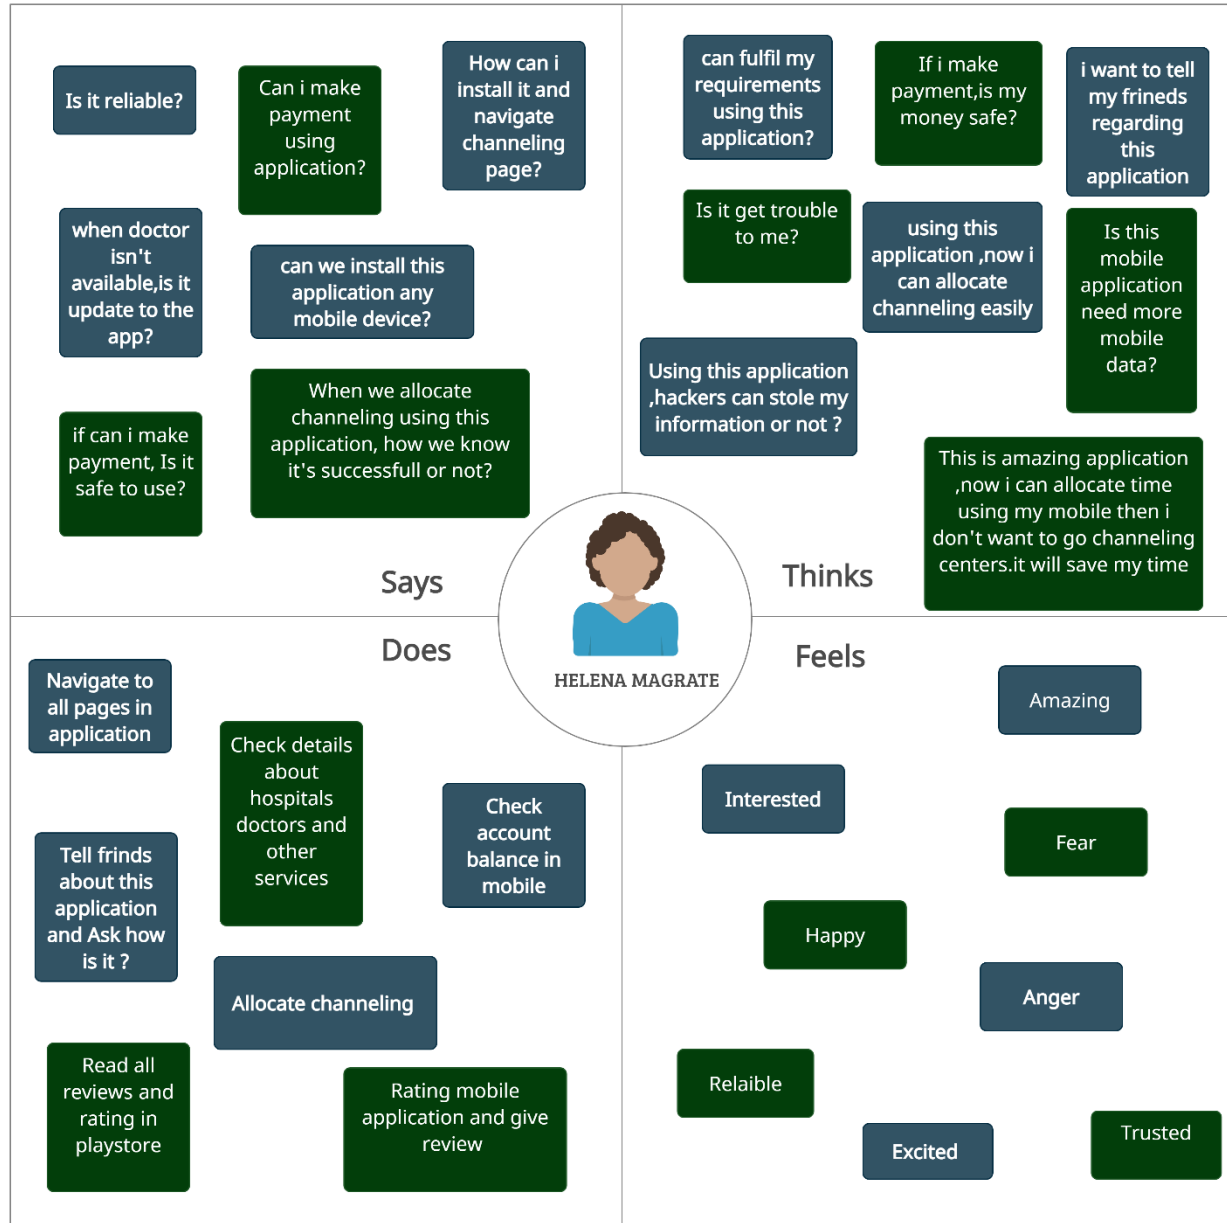 Is it reliable?
Can i make
payment
using
application?
How can i
install it and
navigate
channeling
page?
when doctor
isn't
available,is it
update to the
app?
can we install this
application any
mobile device?
if can i make
payment, Is it
safe to use?
When we allocate
channeling using this
application, how we know
it's successfull or not?
Says
can fulfil my
requirements
using this
application?
If i make
payment,is my
money safe?
i want to tell
my frineds
regarding
this
application
Is it get trouble
to me?
using this
application ,now i
can allocate
channeling easily
Is this
mobile
application
need more
mobile
data?
Using this application
,hackers can stole my
information or not ?
This is amazing application
,now i can allocate time
using my mobile then i
don't want to go channeling
centers.it will save my time
Thinks
HELENA MAGRATE
Does
Navigate to
all pages in
application
Check details
about
hospitals
doctors and
other
services
Check
account
balance in
mobile
Tell frinds
about this
application
and Ask how
is it ?
Allocate channeling
Read all
reviews and
rating in
playstore
Rating mobile
application and give
review
Feels
Amazing
Interested
Fear
Happy
Anger
Relaible
Excited
Trusted